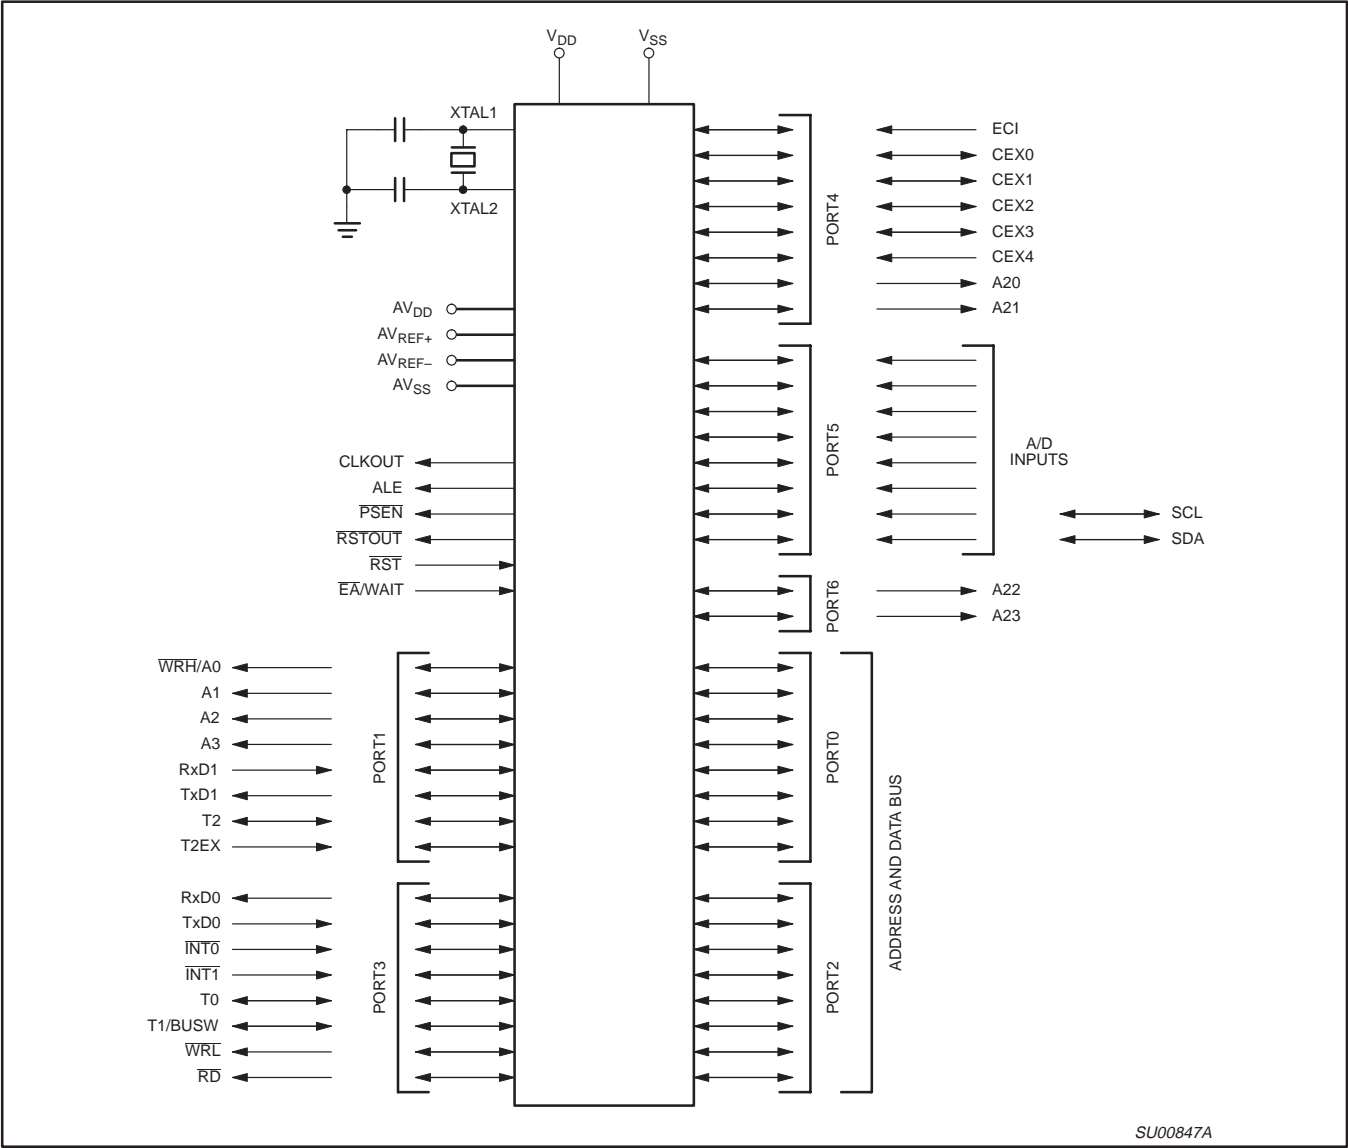 VDD
VSS
XTAL1
XTAL2
AVDD
AVREF+
AVREF–
AVSS
CLKOUT
ALE
PSEN
RSTOUT
RST
EA/WAIT
WRH/A0
A1
A2
A3
RxD1
TxD1
T2
T2EX
PORT1
RxD0
TxD0
INT0
INT1
T0
T1/BUSW
WRL
RD
PORT3
PORT4
ECI
CEX0
CEX1
CEX2
CEX3
CEX4
A20
A21
PORT5
A/D
INPUTS
SCL
SDA
PORT6
A22
A23
PORT0
PORT2
ADDRESS AND DATA BUS
SU00847A